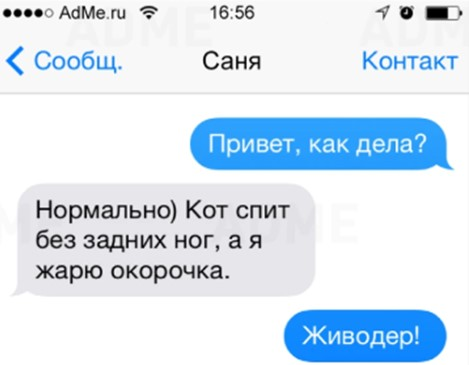 AdMe.ru 16:56
Сообщ. Саня Контакт
Привет, как дела?
Нормально) Кот спит
без задних ног, а я
жарю окорочка.
Живодер!